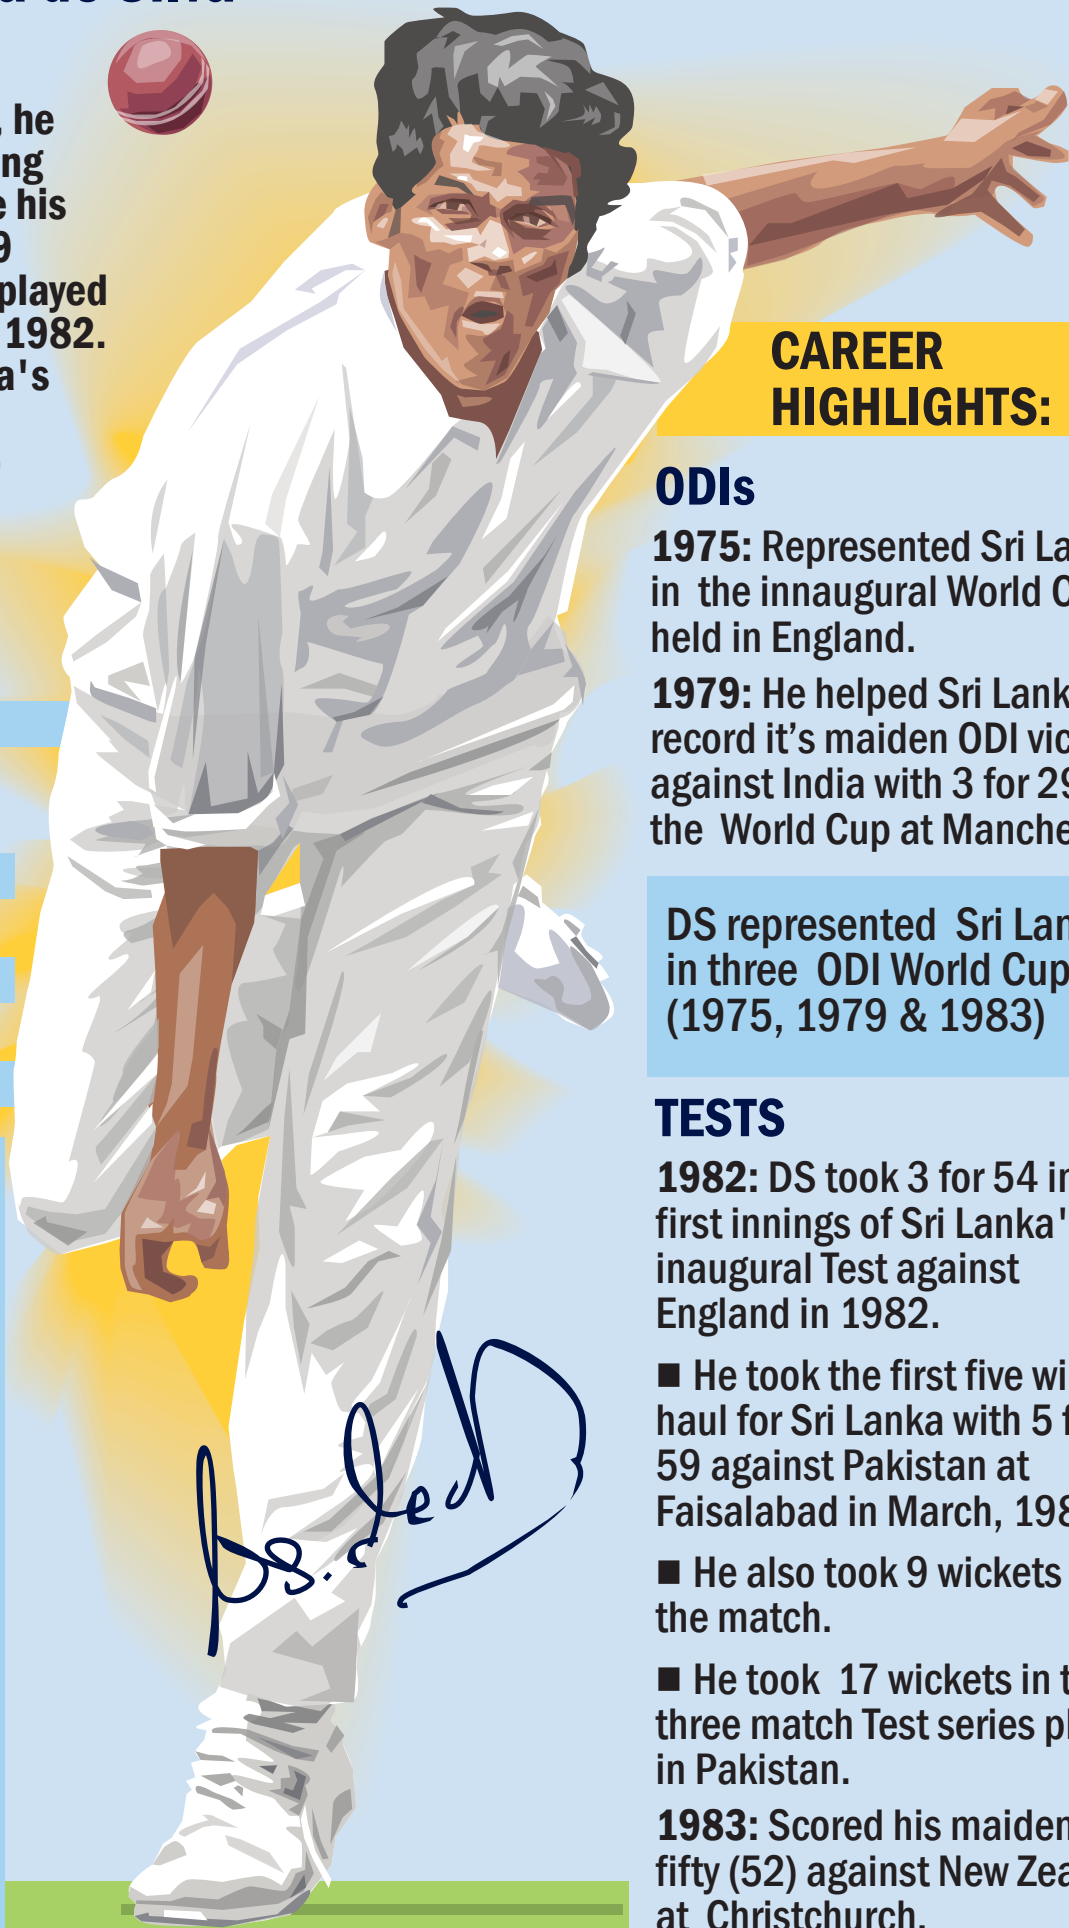 , he
ng
e his
9
played
1982.
a's
CAREER
HIGHLIGHTS:
ODIs
1975: Represented Sri La
in the innaugural World C
held in England.
1979: He helped Sri Lank
record it’s maiden ODI vic
against India with 3 for 29
the World Cup at Manche
DS represented Sri Lan
in three ODI World Cup
(1975, 1979 & 1983)
TESTS
1982: DS took 3 for 54 in
first innings of Sri Lanka'
inaugural Test against
England in 1982.
■ He took the first five wi
haul for Sri Lanka with 5 f
59 against Pakistan at
Faisalabad in March, 198
■ He also took 9 wickets
the match.
■ He took 17 wickets in t
three match Test series pl
in Pakistan.
1983: Scored his maiden
fifty (52) against New Zea
at Christchurch.